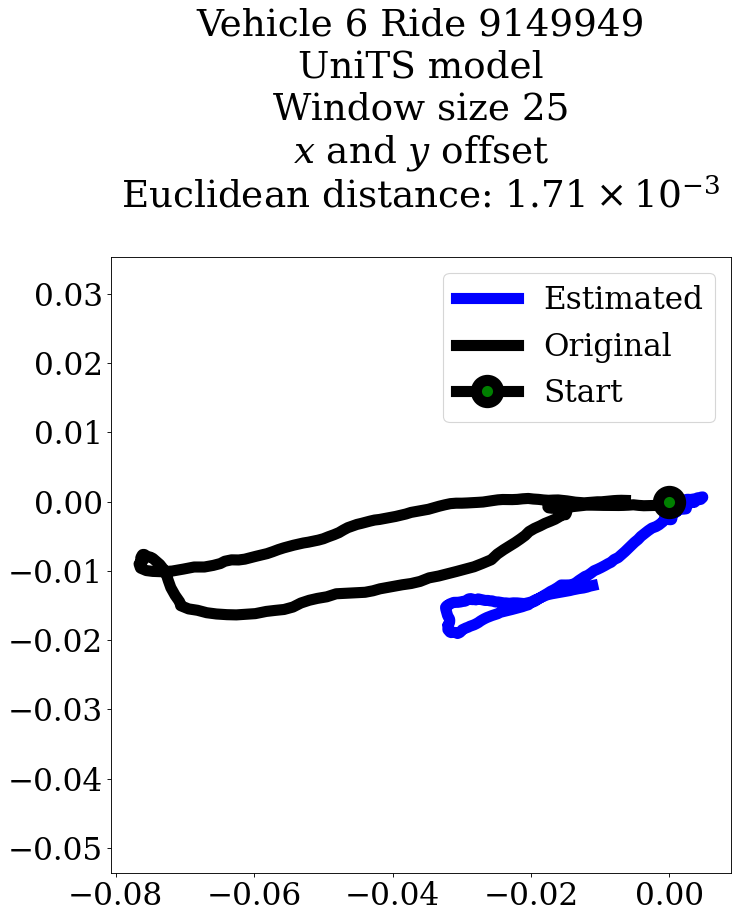 Vehicle 6 Ride 9149949
UniTS model
Window size 25
x and y offset
Euclidean distance: 1.71 × 10⁻³
Estimated
Original
Start
0.03
0.02
0.01
0.00
−0.01
−0.02
−0.03
−0.04
−0.05
−0.08 −0.06 −0.04 −0.02 0.00